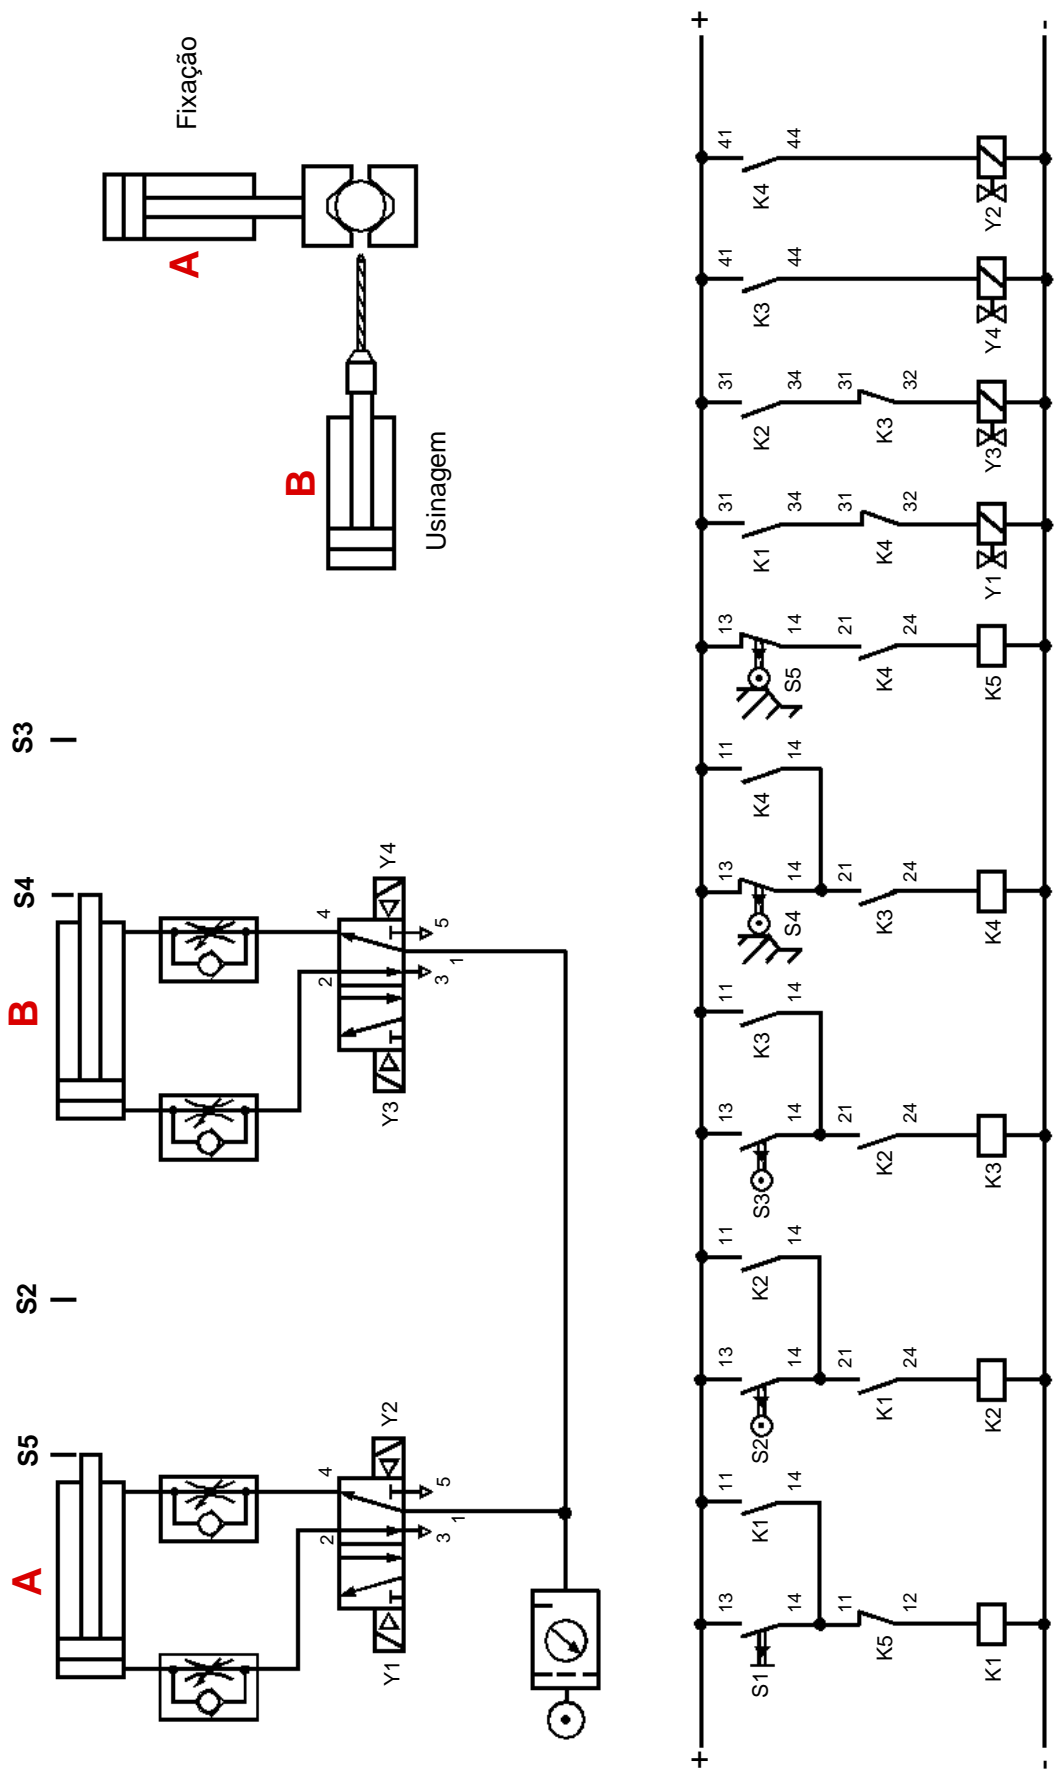 A
S5
S2
B
S4
S3
2
4
Y1
Y2
3
1
5
2
4
Y3
Y4
3
1
5
A
Fixação
B
Usinagem
+
+
S1
13
14
K1
11
14
K5
11
12
K1
S2
13
14
K2
11
14
K1
21
24
K2
S3
13
14
K3
11
14
K2
21
24
K3
S4
13
14
K4
11
14
K3
21
24
K4
S5
13
14
K4
21
24
K5
K1
31
34
K4
31
32
Y1
K2
31
34
K3
31
32
Y3
K3
41
44
Y4
K4
41
44
Y2
-
-